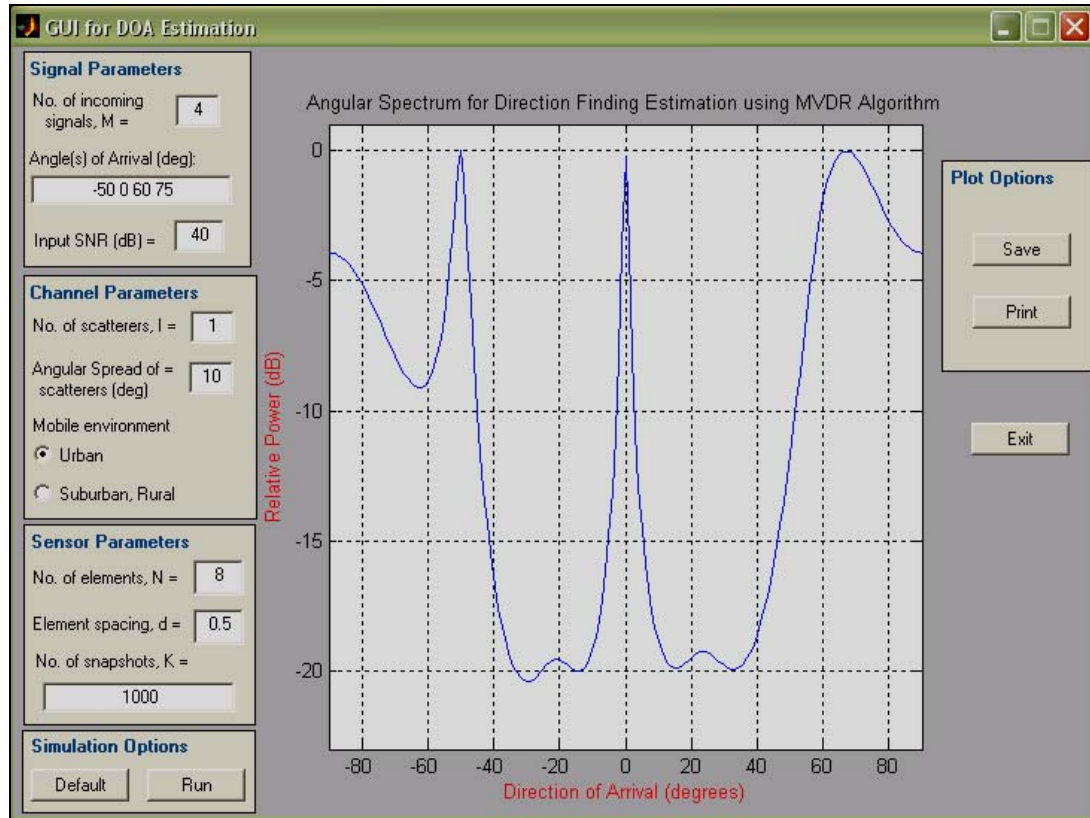 GUI for DOA Estimation
Signal Parameters
No. of incoming
signals, M =
4
Angle(s) of Arrival (deg):
-50 0 60 75
Input SNR (dB) =
40
Channel Parameters
No. of scatterers, I =
1
Angular Spread of =
scatterers (deg)
10
Mobile environment
Urban
Suburban, Rural
Sensor Parameters
No. of elements, N =
8
Element spacing, d =
0.5
No. of snapshots, K =
1000
Simulation Options
Default
Run
Angular Spectrum for Direction Finding Estimation using MVDR Algorithm
Relative Power (dB)
0
-5
-10
-15
-20
-80 -60 -40 -20 0 20 40 60 80
Direction of Arrival (degrees)
Plot Options
Save
Print
Exit